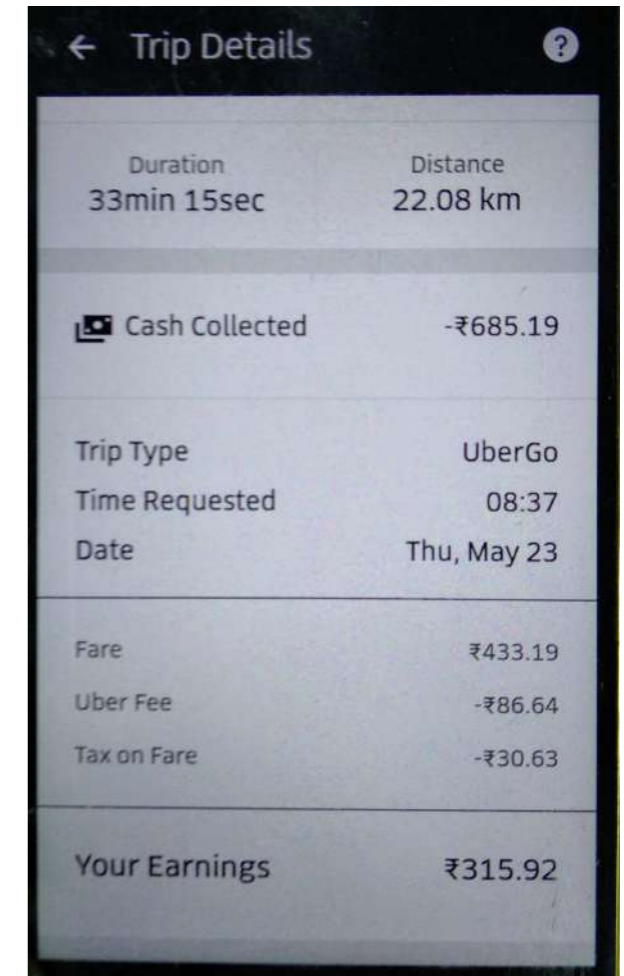 Trip Details ?
Duration Distance
33min 15sec 22.08 km
Cash Collected -₹685.19
Trip Type UberGo
Time Requested 08:37
Date Thu, May 23
Fare ₹433.19
Uber Fee -₹86.64
Tax on Fare -₹30.63
Your Earnings ₹315.92